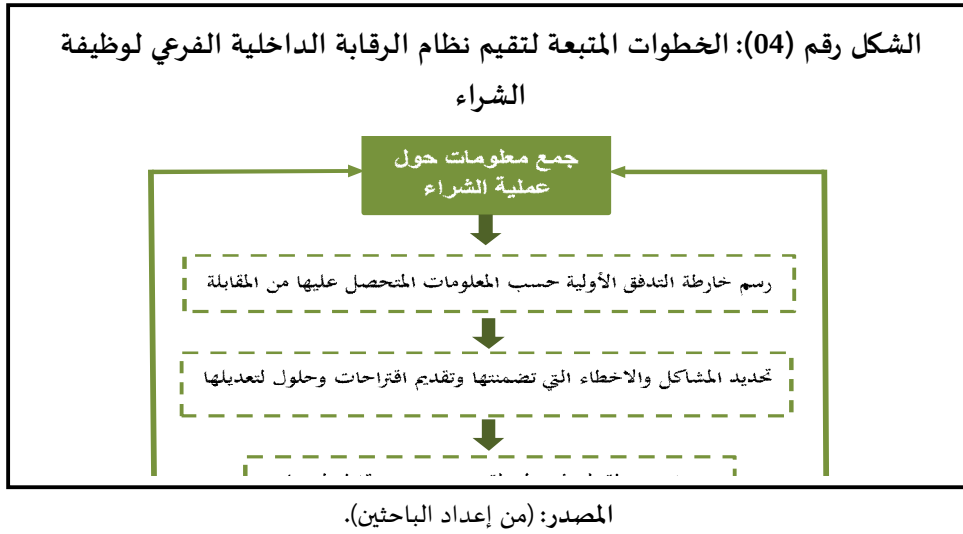 الشكل رقم (04): الخطوات المتبعة لتقيم نظام الرقابة الداخلية الفرعي لوظيفة
الشراء
جمع معلومات حول
عملية الشراء
رسم خارطة التدفق الأولية حسب المعلومات المتحصل عليها من المقابلة
تحديد المشاكل والاخطاء التي تضمنتها وتقديم اقتراحات وحلول لتعديلها
المصدر: (من إعداد الباحثين).